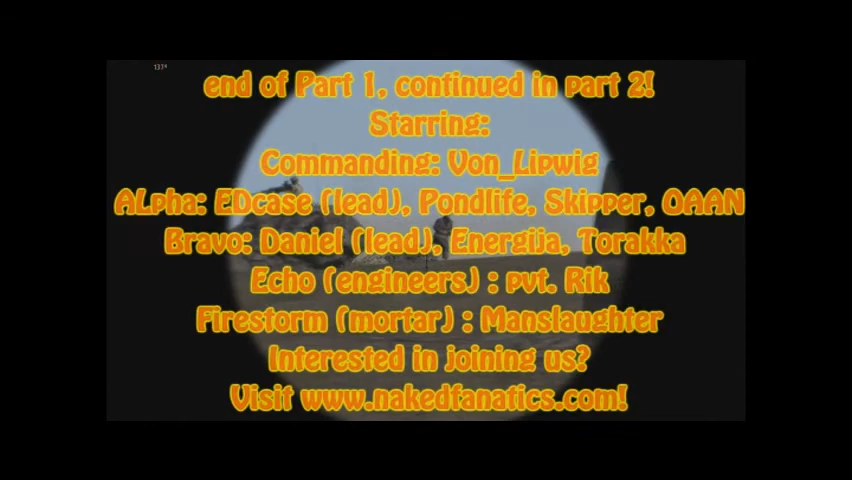 1374
end of Part 1, continued in part 2!
Starring:
Commanding: Von_Lipwig
ALpha: EDcase (lead), Pondlife, Skipper, OAAN
Bravo: Daniel (lead), Energija, Torakka
Echo (engineers) : pvt. Rik
Firestorm (mortar) : Manslaughter
Interested in joining us?
Visit www.nakedfanatics.com!